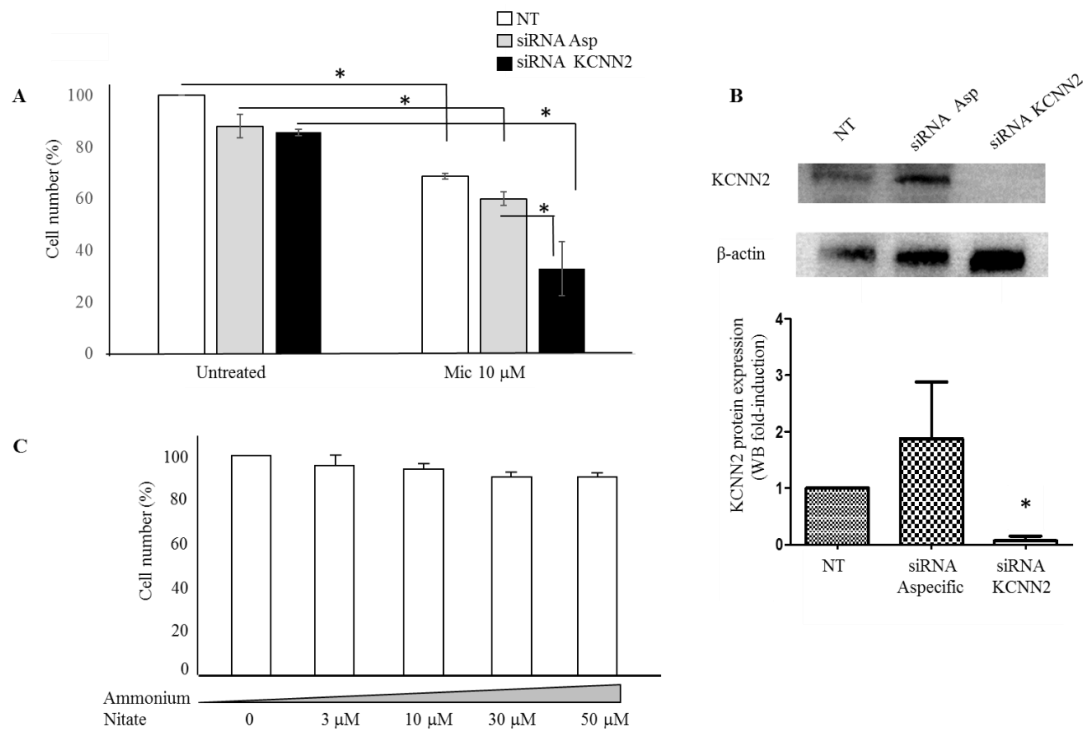 NT
siRNA Asp
siRNA KCNN2
A
*
*
*
*
100
80
60
40
20
0
Cell number (%)
Untreated
Mic 10 µM
B
NT
siRNA Asp
siRNA KCNN2
KCNN2
β-actin
4
3
2
1
0
KCNN2 protein expression
(WB fold-induction)
*
NT
siRNA
Aspecific
siRNA
KCNN2
C
100
80
60
40
20
0
Cell number (%)
Ammonium
Nitrate
0
3 µM
10 µM
30 µM
50 µM